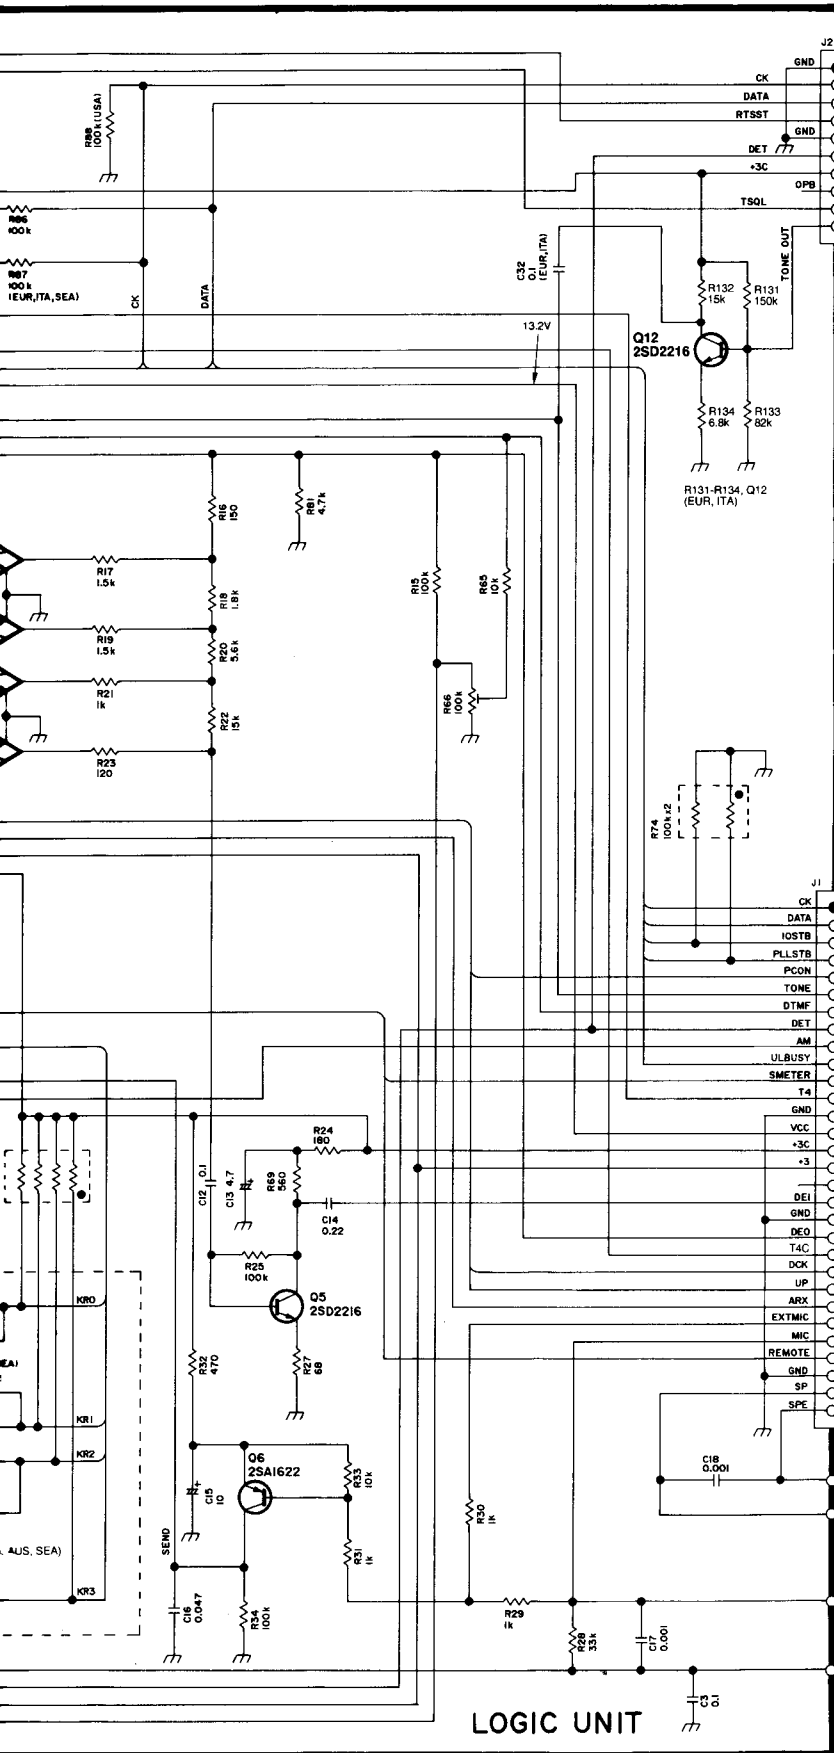 J2
GND
CK
DATA
RTSST
GND
DET
+3C
OPB
TSQL
TONE OUT
R88
100k(USA)
R86
100k
R87
100k
(EUR,ITA,SEA)
CK
DATA
C32
0.1
(EUR,ITA)
R132
15k
R131
150k
13.2V
Q12
2SD2216
R134
6.8k
R133
82k
R131-R134, Q12
(EUR, ITA)
R16
150
R81
4.7k
R17
1.5k
R18
1.8k
R15
100k
R65
10k
R19
1.5k
R20
5.6k
R21
1k
R22
15k
R66
100k
R23
120
R74
100kx2
J1
CK
DATA
IOSTB
PLLSTB
PCON
TONE
DTMF
DET
AM
ULBUSY
SMETER
T4
GND
VCC
+3C
+3
DEI
GND
DEO
T4C
DCK
UP
ARX
EXTMIC
MIC
REMOTE
GND
SP
SPE
R24
180
C12 0.1
C13 4.7
R69
560
C14
0.22
R25
100k
Q5
2SD2216
KR0
R32
470
R27
68
EA)
KR1
KR2
Q6
2SA1622
C15
10
R33
10k
C18
0.001
R30
1k
, AUS, SEA)
SEND
R31
1k
KR3
C16
0.047
R34
100k
R29
1k
R28
33k
C17
0.001
C3
0.1
LOGIC UNIT